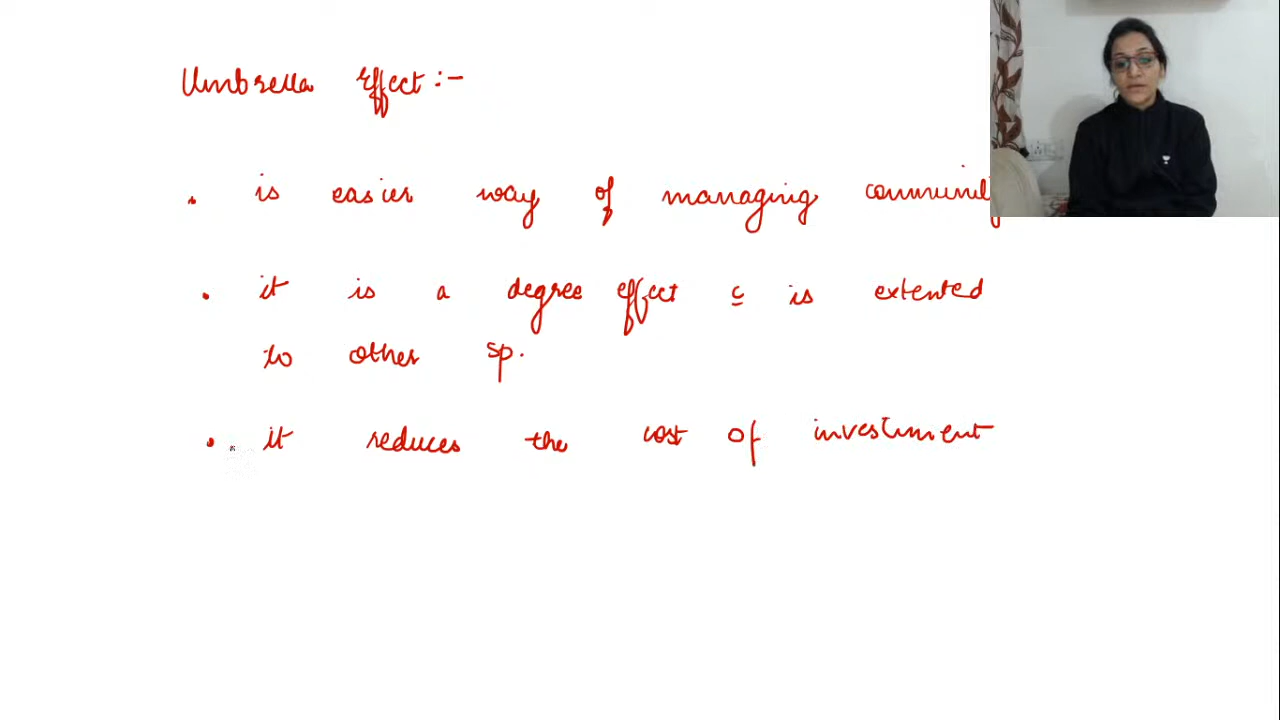 Umbrella Effect :-
. is easier way of managing community
. it is a degree effect c̲ is extented
to other sp.
. it reduces the cost of investment